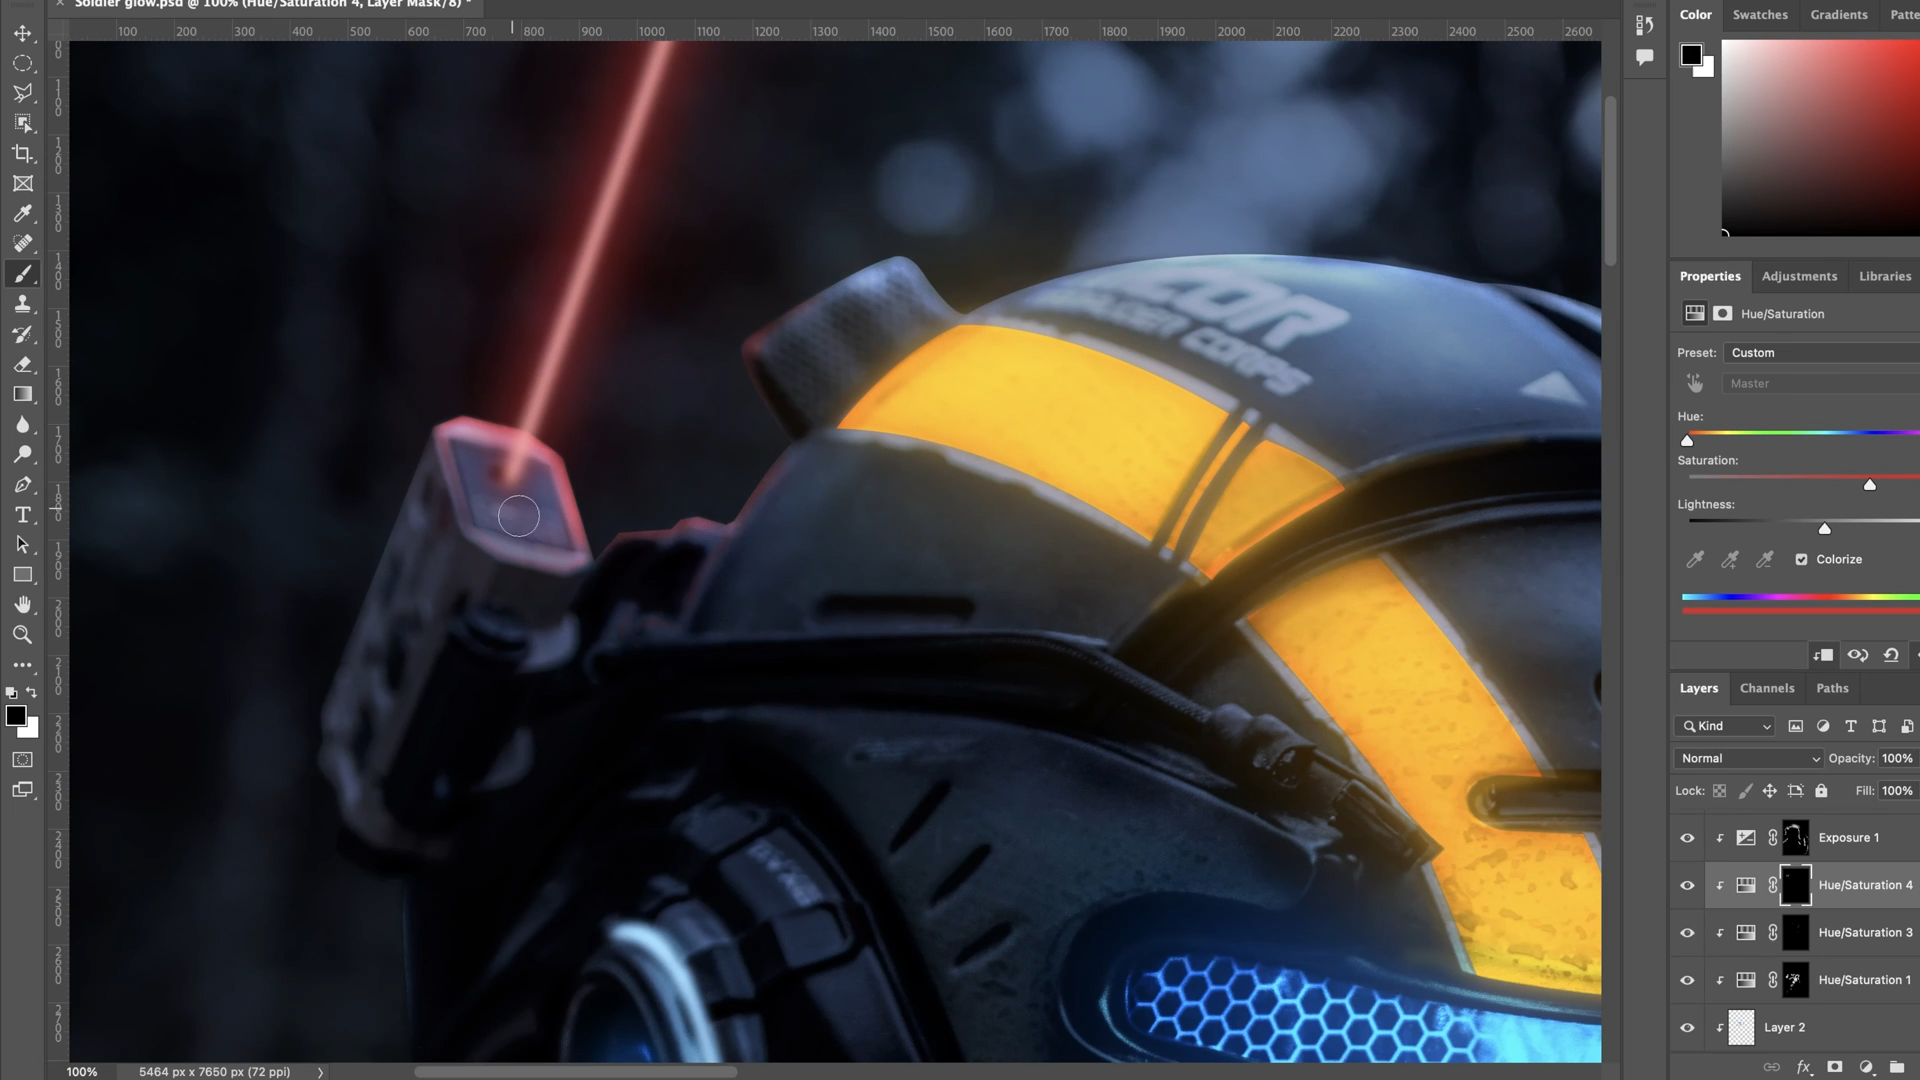 Soldier glow.psd @ 100% (Hue/Saturation 4, Layer Mask/8) *
100 200 300 400 500 600 700 800 900 1000 1100 1200 1300 1400 1500 1600 1700 1800 1900 2000 2100 2200 2300 2400 2500 2600
Color Swatches Gradients Patte
CORPS
Properties Adjustments Libraries
Hue/Saturation
Preset: Custom
Master
Hue:
Saturation:
Lightness:
Colorize
Layers Channels Paths
Kind
Normal Opacity: 100%
Lock: Fill: 100%
Exposure 1
Hue/Saturation 4
Hue/Saturation 3
Hue/Saturation 1
Layer 2
fx
100% 5464 px x 7650 px (72 ppi)